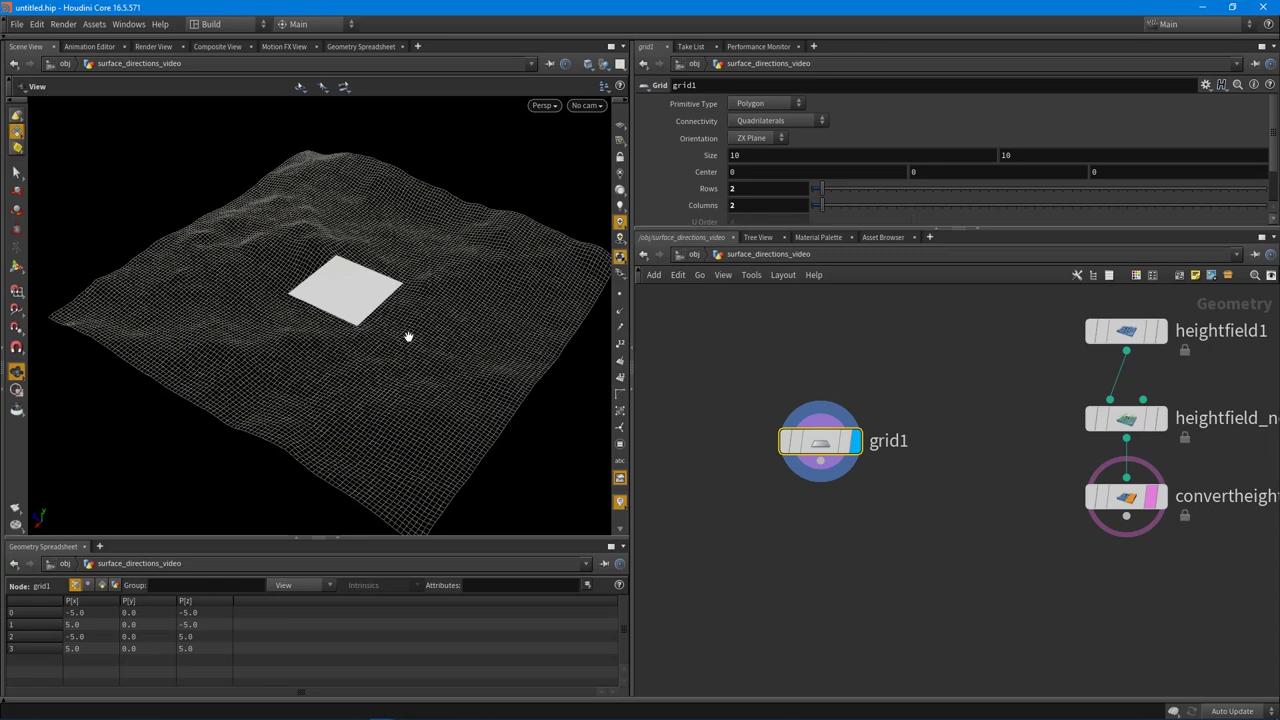 untitled.hip - Houdini Core 16.5.571
File Edit Render Assets Windows Help Build Main Main
Scene View Animation Editor Render View Composite View Motion FX View Geometry Spreadsheet
obj surface_directions_video
View
Persp No cam
abc
Geometry Spreadsheet
obj surface_directions_video
Node: grid1 Group: View Intrinsics Attributes:
P[x] P[y] P[z]
0 -5.0 0.0 -5.0
1 5.0 0.0 -5.0
2 -5.0 0.0 5.0
3 5.0 0.0 5.0
grid1 Take List Performance Monitor
obj surface_directions_video
Grid grid1
Primitive Type Polygon
Connectivity Quadrilaterals
Orientation ZX Plane
Size 10 10
Center 0 0 0
Rows 2
Columns 2
U Order
/obj/surface_directions_video Tree View Material Palette Asset Browser
obj surface_directions_video
Add Edit Go View Tools Layout Help
Geometry
heightfield1
heightfield_n
grid1
convertheight
Auto Update